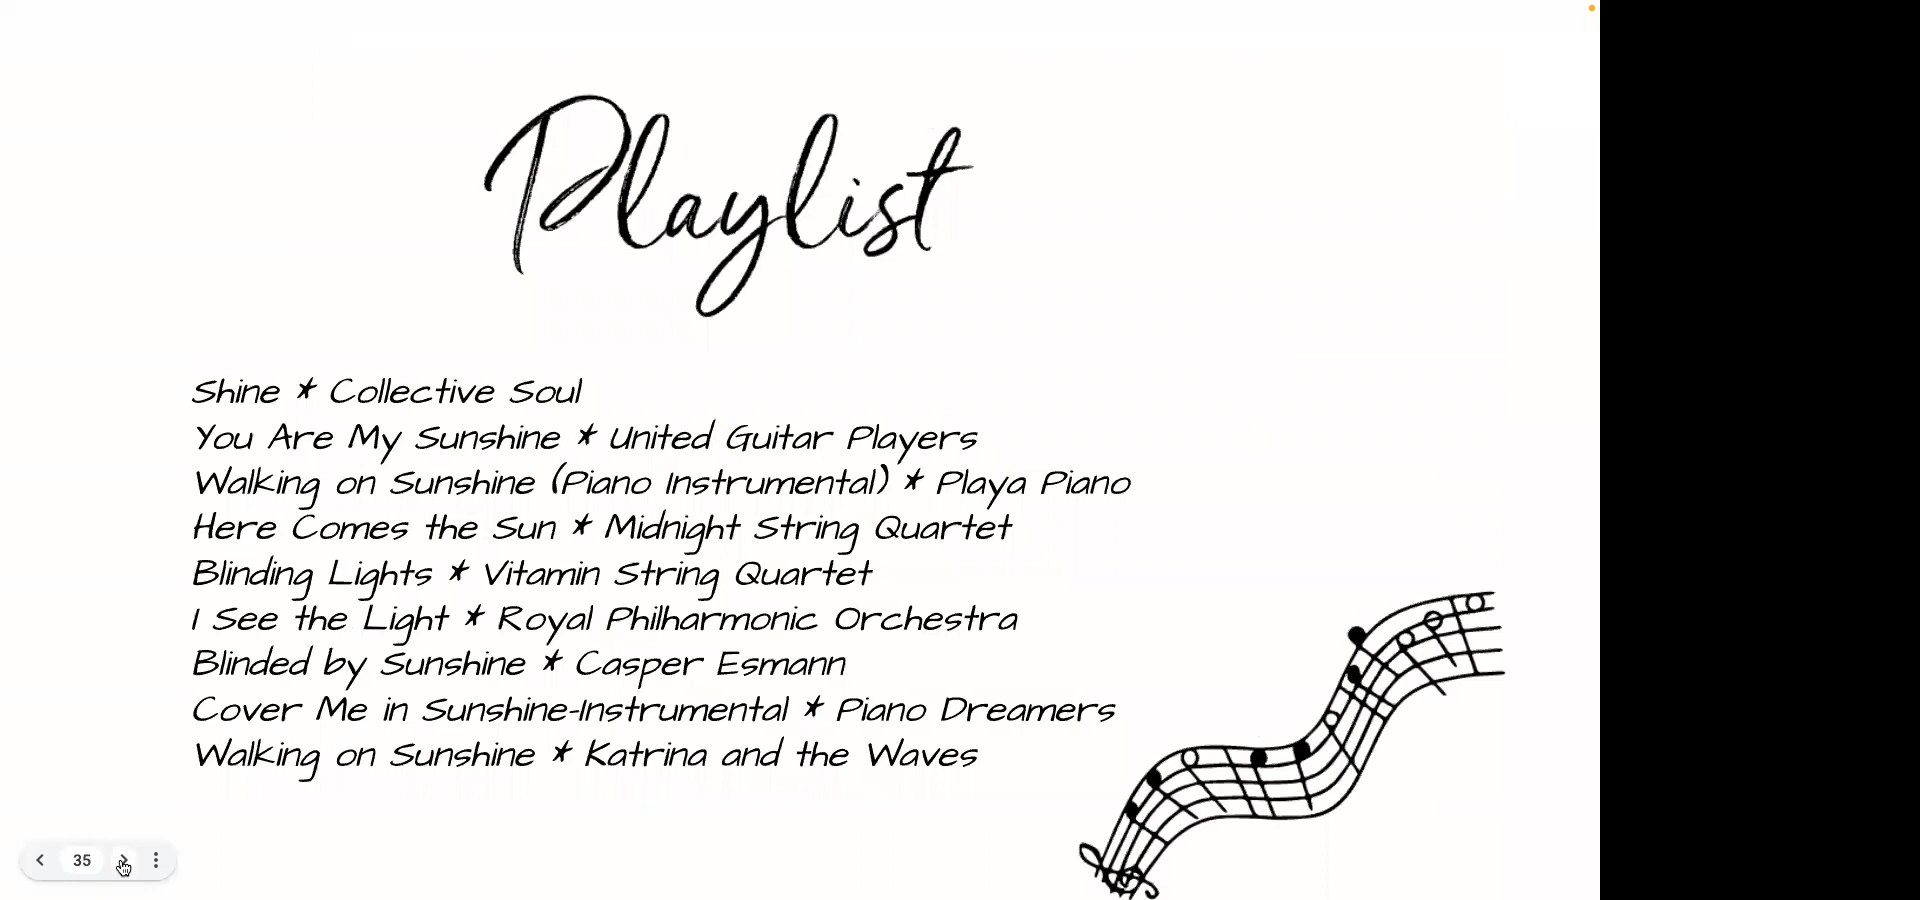 Playlist
Shine * Collective Soul
You Are My Sunshine * United Guitar Players
Walking on Sunshine (Piano Instrumental) * Playa Piano
Here Comes the Sun * Midnight String Quartet
Blinding Lights * Vitamin String Quartet
I See the Light * Royal Philharmonic Orchestra
Blinded by Sunshine * Casper Esmann
Cover Me in Sunshine-Instrumental * Piano Dreamers
Walking on Sunshine * Katrina and the Waves
35